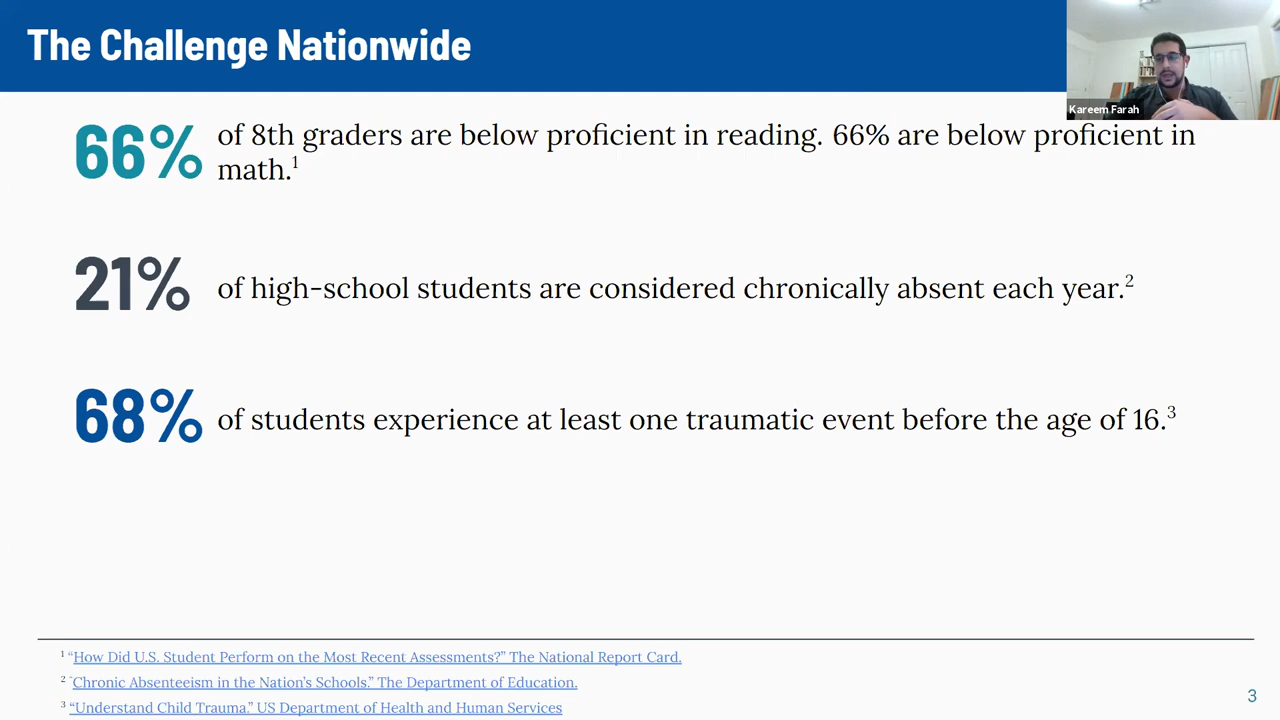 The Challenge Nationwide
Kareem Farah
66% of 8th graders are below proficient in reading. 66% are below proficient in
math.1
21% of high-school students are considered chronically absent each year.2
68% of students experience at least one traumatic event before the age of 16.3
1 “How Did U.S. Student Perform on the Most Recent Assessments?” The National Report Card.
2 “Chronic Absenteeism in the Nation’s Schools.” The Department of Education.
3 “Understand Child Trauma.” US Department of Health and Human Services
3